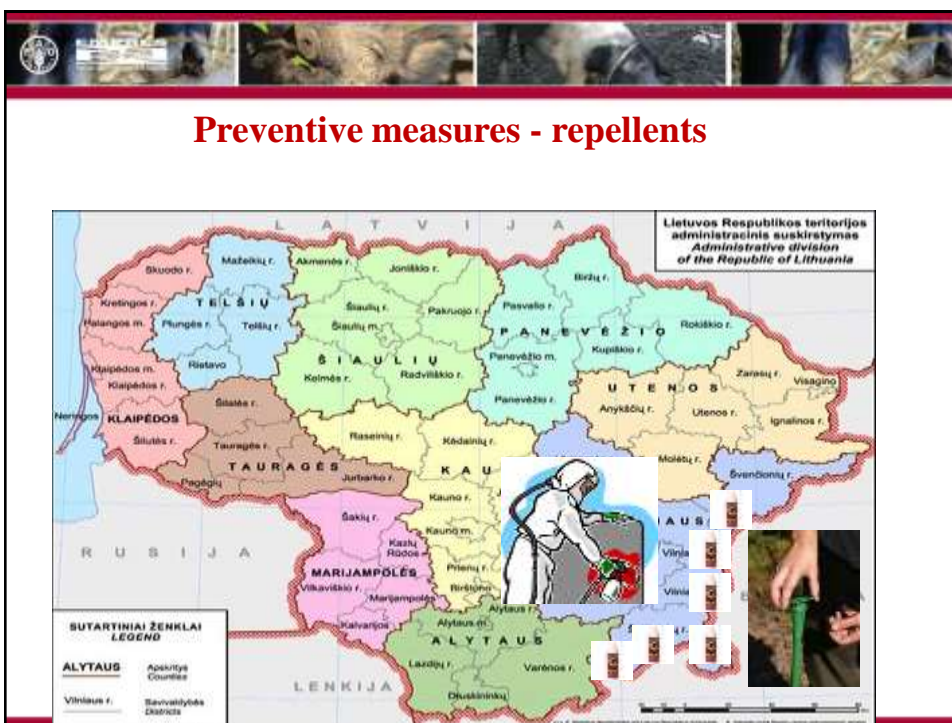 Preventive measures - repellents
Lietuvos Respublikos teritorijos
administracinis suskirstymas
Administrative division
of the Republic of Lithuania
L A T V I J A
Skuodo r.
Mažeikių r.
Akmenės r.
Joniškio r.
Biržų r.
Kretingos r.
TELŠIŲ
Šiaulių r.
Pakruojo r.
Pasvalio r.
Palangos m.
Plungės r.
Telšių r.
Šiaulių m.
PANEVĖŽIO
Rokiškio r.
Rietavo
ŠIAULIŲ
Panevėžio m.
Kupiškio r.
Klaipėdos m.
Klaipėdos r.
Kelmės r.
Radviliškio r.
Zarasų r.
Visagino
Šilalės r.
Panevėžio r.
UTENOS
Neringos
KLAIPĖDOS
Anykščių r.
Utenos r.
Ignalinos r.
Šilutės r.
Tauragės r.
Raseinių r.
Kėdainių r.
TAURAGĖS
KAU
Molėtų r.
Švenčionių r.
Pagėgių
Jurbarko r.
Kauno r.
Šakių r.
Kauno m.
IAUS
R U S I J A
Kazlų
Rūdos
Vilnia
MARIJAMPOLĖS
Prienų r.
Vilkaviškio r.
Marijampolės
Birštono
Vilnia
Kalvarijos
Alytaus r.
Alytaus m.
ALYTAUS
Lazdijų r.
Varėnos r.
LENKIJA
Druskininkų
SUTARTINIAI ŽENKLAI
LEGEND
ALYTAUS
Apskritys
Counties
Vilniaus r.
Savivaldybės
Districts